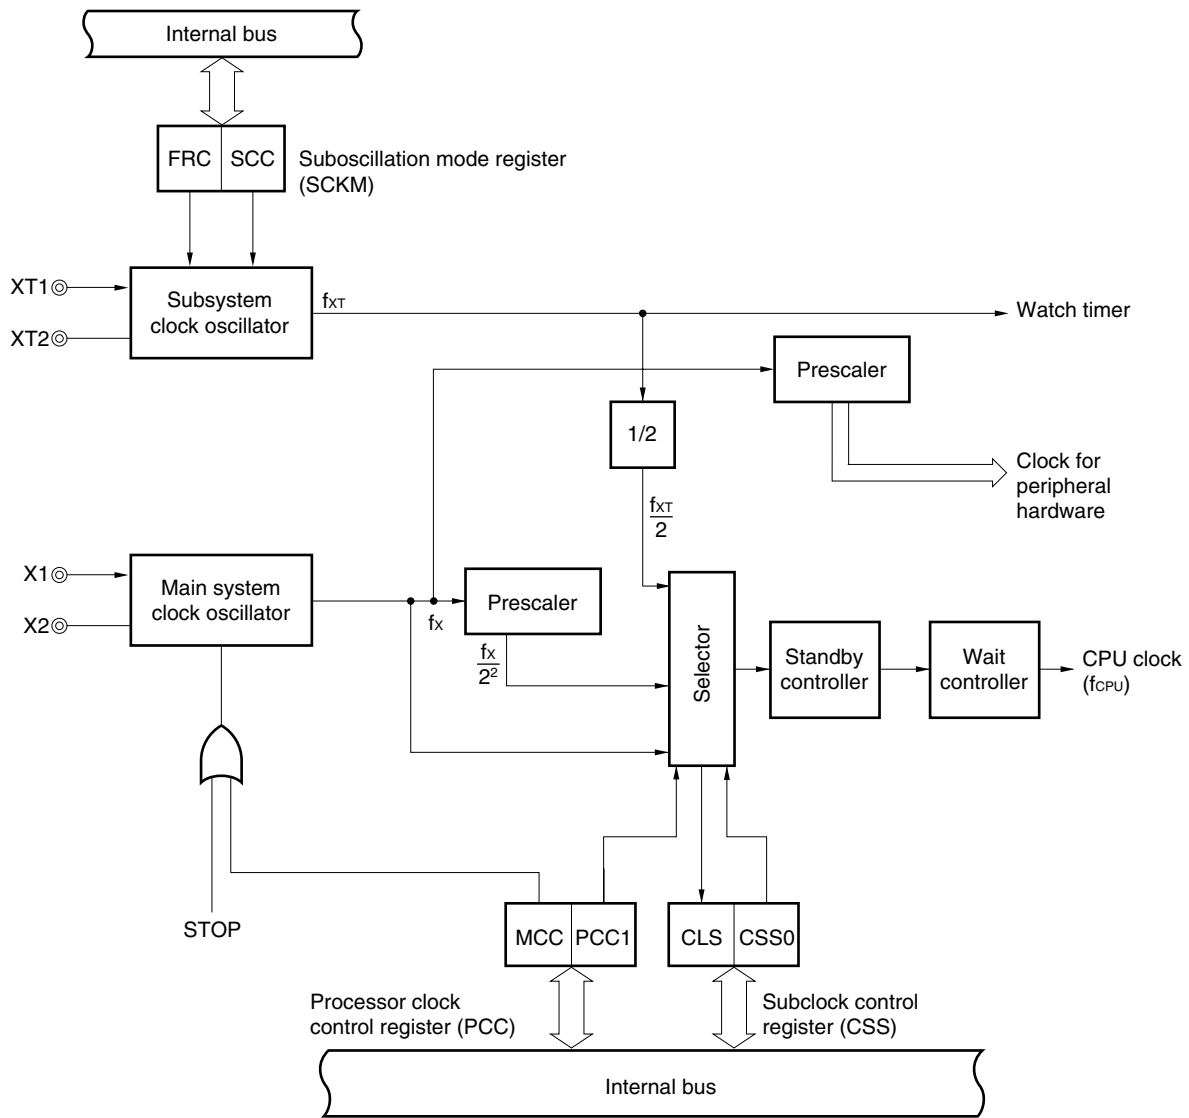 Internal bus
FRC SCC
Suboscillation mode register
(SCKM)
XT1
XT2
Subsystem
clock oscillator
fXT
Watch timer
Prescaler
1/2
Clock for
peripheral
hardware
fXT
2
X1
X2
Main system
clock oscillator
fX
Prescaler
fX
2²
Selector
Standby
controller
Wait
controller
CPU clock
(fCPU)
STOP
MCC PCC1
CLS CSS0
Processor clock
control register (PCC)
Subclock control
register (CSS)
Internal bus